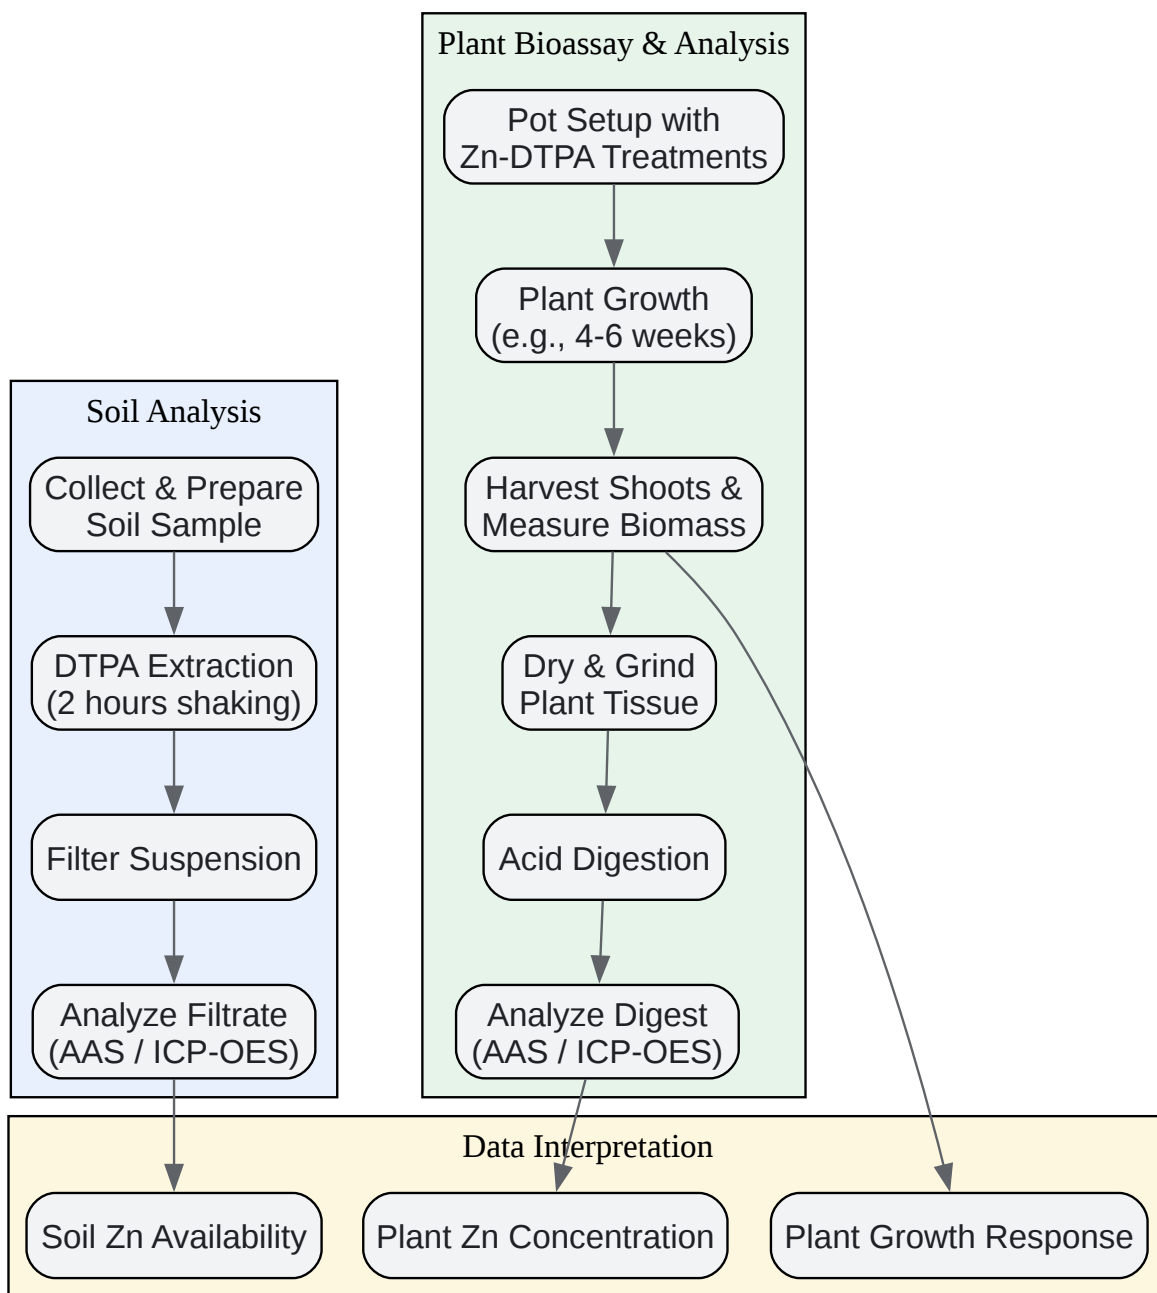 Plant Bioassay & Analysis
Pot Setup with
Zn-DTPA Treatments
Plant Growth
(e.g., 4-6 weeks)
Harvest Shoots &
Measure Biomass
Dry & Grind
Plant Tissue
Acid Digestion
Analyze Digest
(AAS / ICP-OES)
Soil Analysis
Collect & Prepare
Soil Sample
DTPA Extraction
(2 hours shaking)
Filter Suspension
Analyze Filtrate
(AAS / ICP-OES)
Data Interpretation
Soil Zn Availability
Plant Zn Concentration
Plant Growth Response